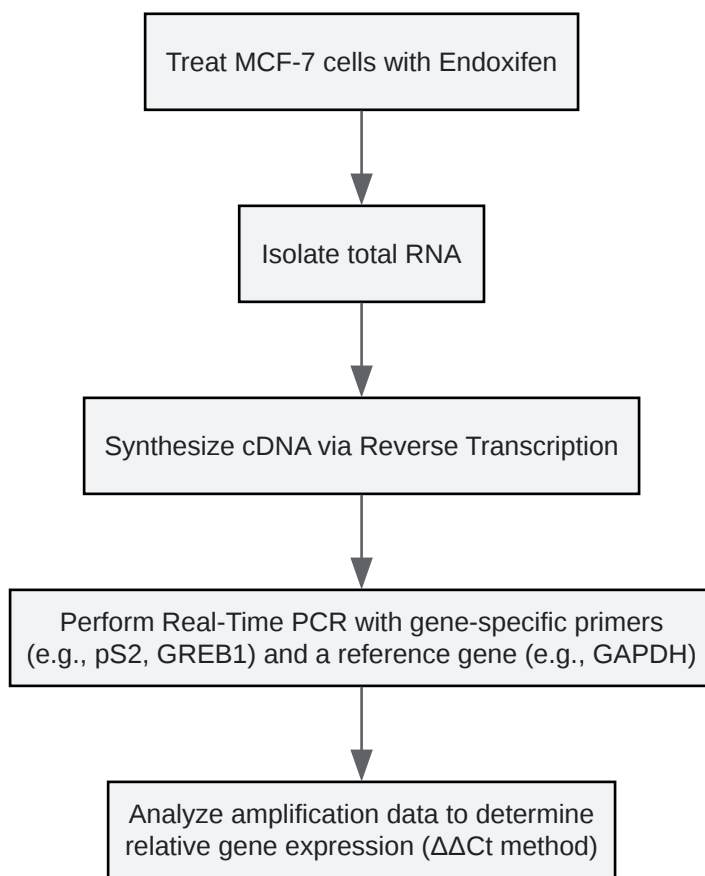 Treat MCF-7 cells with Endoxifen
Isolate total RNA
Synthesize cDNA via Reverse Transcription
Perform Real-Time PCR with gene-specific primers
(e.g., pS2, GREB1) and a reference gene (e.g., GAPDH)
Analyze amplification data to determine
relative gene expression (ΔΔCt method)